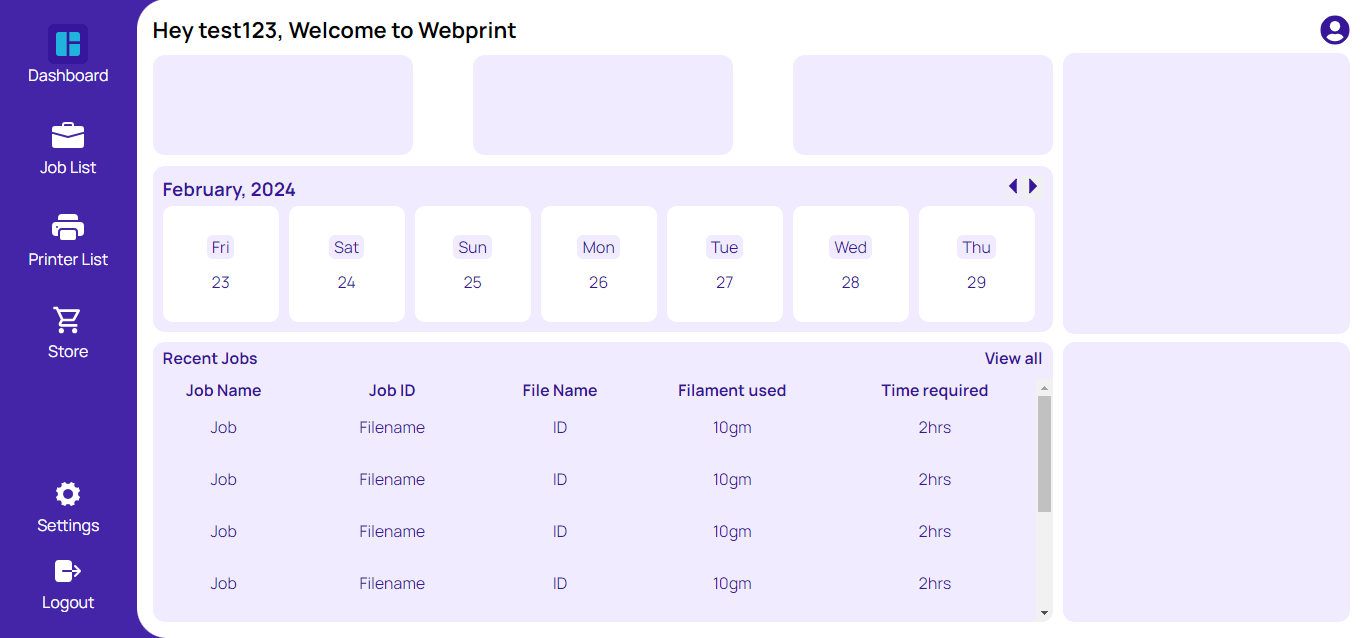 Hey test123, Welcome to Webprint
Dashboard
Job List
Printer List
Store
Settings
Logout
February, 2024
Fri Sat Sun Mon Tue Wed Thu
23 24 25 26 27 28 29
Recent Jobs View all
Job Name Job ID File Name Filament used Time required
Job Filename ID 10gm 2hrs
Job Filename ID 10gm 2hrs
Job Filename ID 10gm 2hrs
Job Filename ID 10gm 2hrs